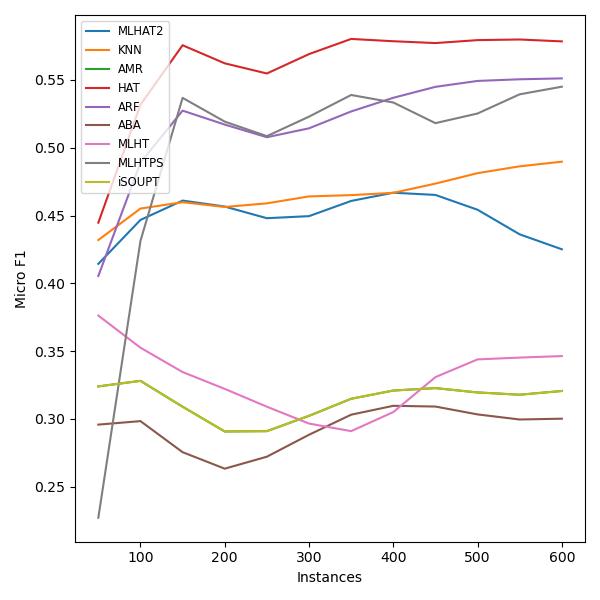 MLHAT2
KNN
AMR
HAT
ARF
ABA
MLHT
MLHTPS
iSOUPT
0.55
0.50
0.45
0.40
0.35
0.30
0.25
Micro F1
100 200 300 400 500 600
Instances